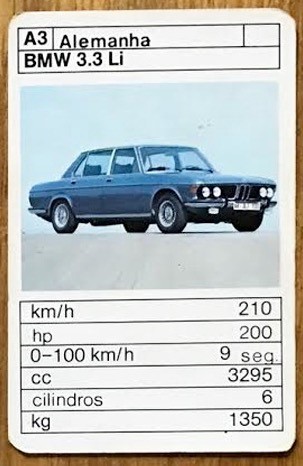 A3 Alemanha
BMW 3.3 Li
km/h 210
hp 200
0-100 km/h 9 seg.
cc 3295
cilindros 6
kg 1350